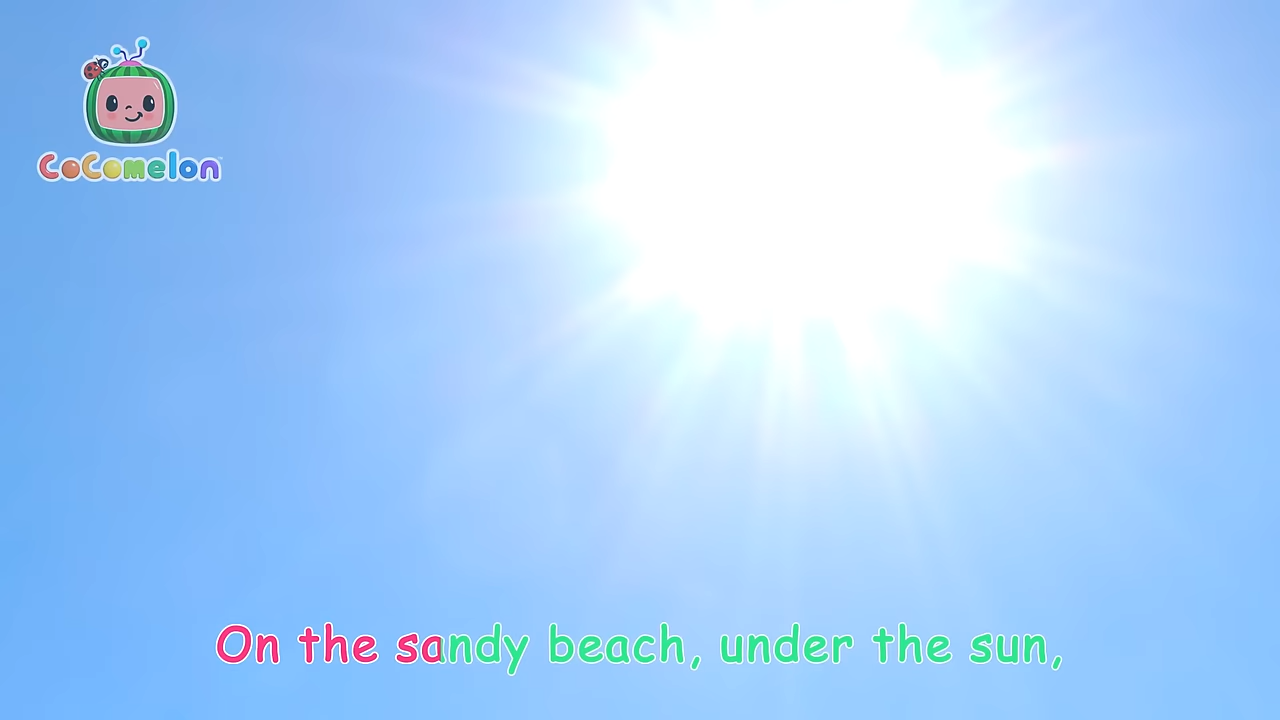 CoComelon
On the sandy beach, under the sun,